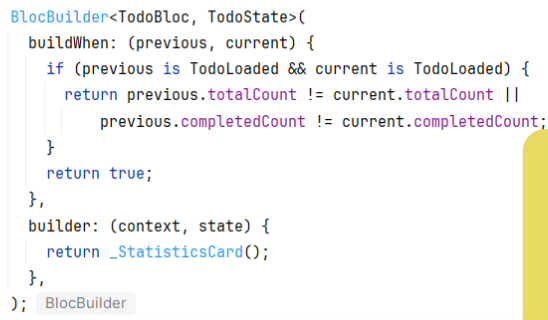 BlocBuilder<TodoBloc, TodoState>(
  buildWhen: (previous, current) {
    if (previous is TodoLoaded && current is TodoLoaded) {
      return previous.totalCount != current.totalCount ||
          previous.completedCount != current.completedCount;
    }
    return true;
  },
  builder: (context, state) {
    return _StatisticsCard();
  },
); BlocBuilder